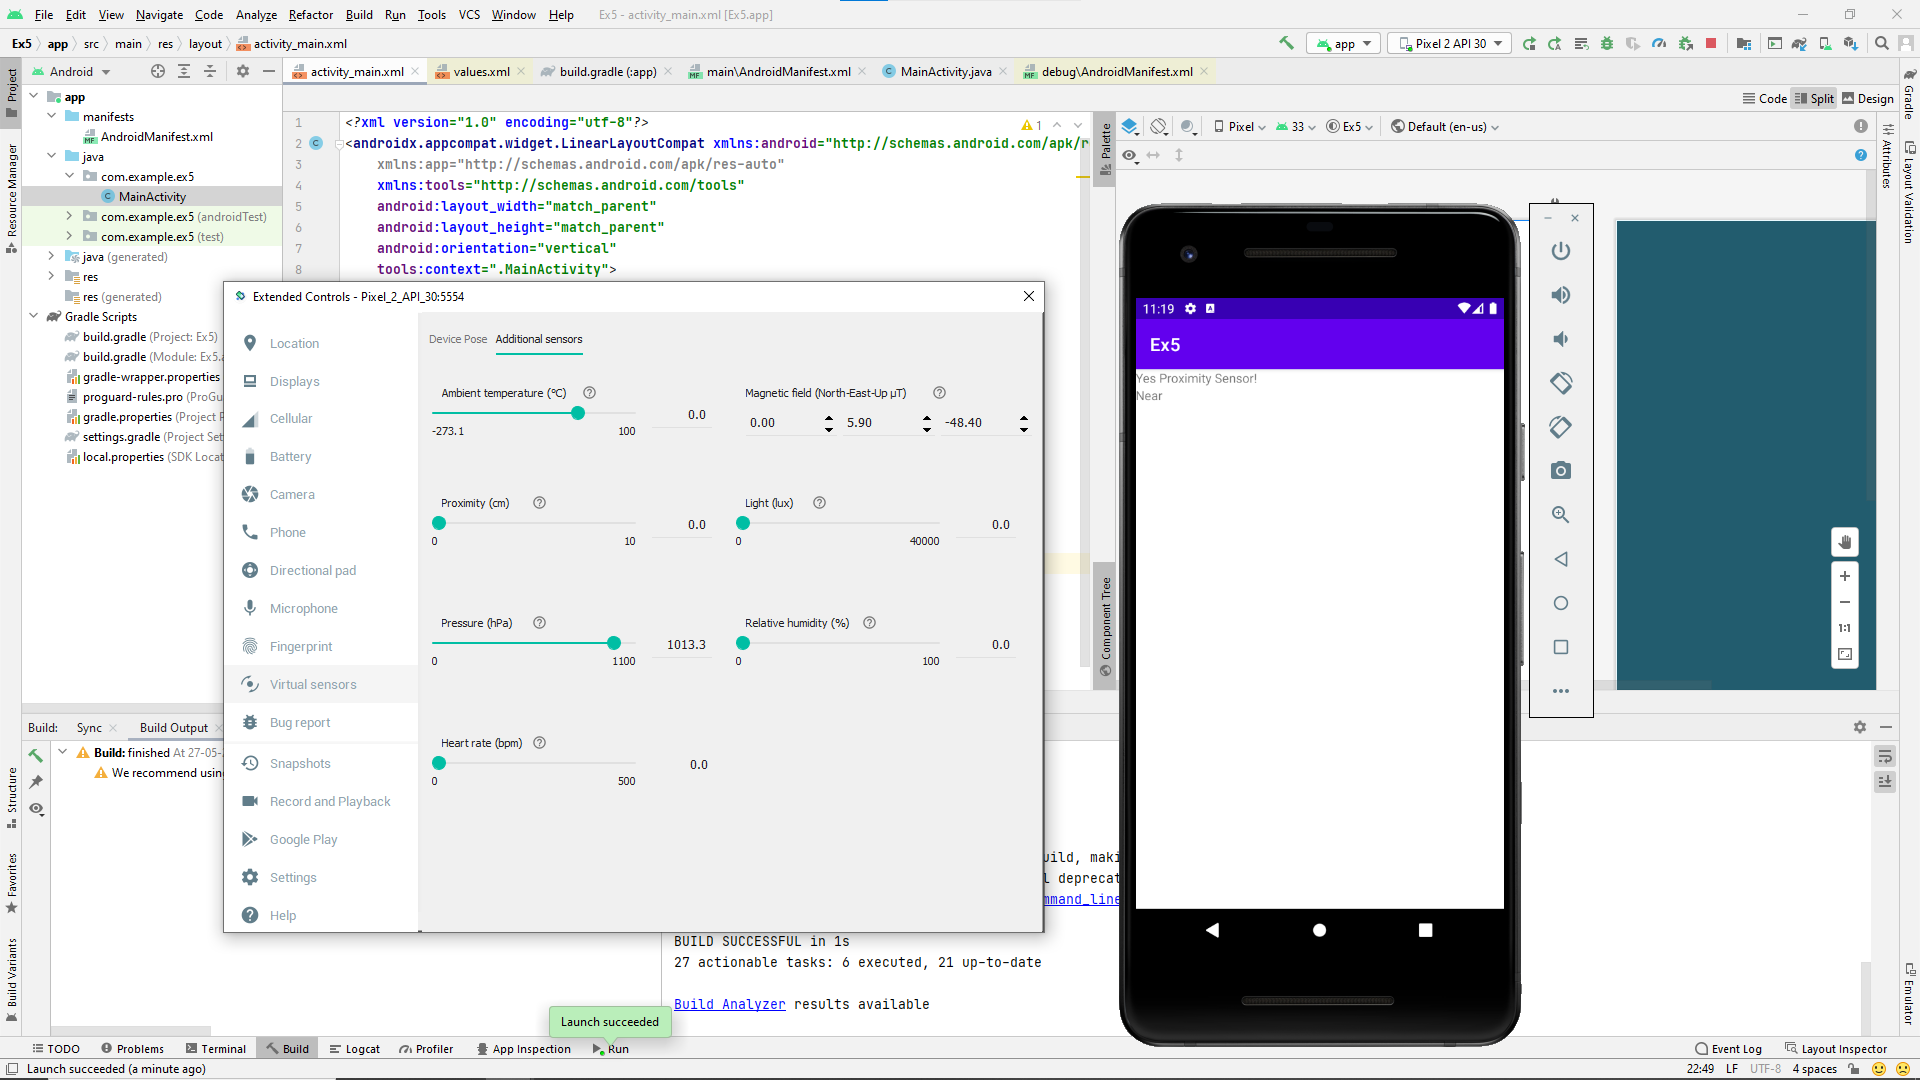 File Edit View Navigate Code Analyze Refactor Build Run Tools VCS Window Help Ex5 - activity_main.xml [Ex5.app]
Ex5 app src main res layout activity_main.xml
app Pixel 2 API 30
Android
activity_main.xml values.xml build.gradle (:app) main\AndroidManifest.xml MainActivity.java debug\AndroidManifest.xml
Code Split Design
Project
Resource Manager
Structure
Favorites
Build Variants
app
manifests
AndroidManifest.xml
java
com.example.ex5
MainActivity
com.example.ex5 (androidTest)
com.example.ex5 (test)
java (generated)
res
res (generated)
Gradle Scripts
build.gradle (Project: Ex5)
build.gradle (Module: Ex5.a
gradle-wrapper.properties
proguard-rules.pro (ProGu
gradle.properties (Project P
settings.gradle (Project Set
local.properties (SDK Locat
1 <?xml version="1.0" encoding="utf-8"?>
2 <androidx.appcompat.widget.LinearLayoutCompat xmlns:android="http://schemas.android.com/apk/r
3 xmlns:app="http://schemas.android.com/apk/res-auto"
4 xmlns:tools="http://schemas.android.com/tools"
5 android:layout_width="match_parent"
6 android:layout_height="match_parent"
7 android:orientation="vertical"
8 tools:context=".MainActivity">
1
Palette
Component Tree
Pixel 33 Ex5 Default (en-us)
Attributes
Gradle
Layout Validation
Emulator
1:1
Extended Controls - Pixel_2_API_30:5554
Location
Displays
Cellular
Battery
Camera
Phone
Directional pad
Microphone
Fingerprint
Virtual sensors
Bug report
Snapshots
Record and Playback
Google Play
Settings
Help
Device Pose Additional sensors
Ambient temperature (°C)
0.0
-273.1 100
Magnetic field (North-East-Up µT)
0.00 5.90 -48.40
Proximity (cm)
0.0
0 10
Light (lux)
0.0
0 40000
Pressure (hPa)
1013.3
0 1100
Relative humidity (%)
0.0
0 100
Heart rate (bpm)
0.0
0 500
11:19
Ex5
Yes Proximity Sensor!
Near
Build: Sync Build Output
Build: finished At 27-05-
We recommend using
uild, maki
l deprecat
mmand_line
BUILD SUCCESSFUL in 1s
27 actionable tasks: 6 executed, 21 up-to-date
Build Analyzer results available
Launch succeeded
TODO Problems Terminal Build Logcat Profiler App Inspection Run Event Log Layout Inspector
Launch succeeded (a minute ago) 22:49 LF UTF-8 4 spaces